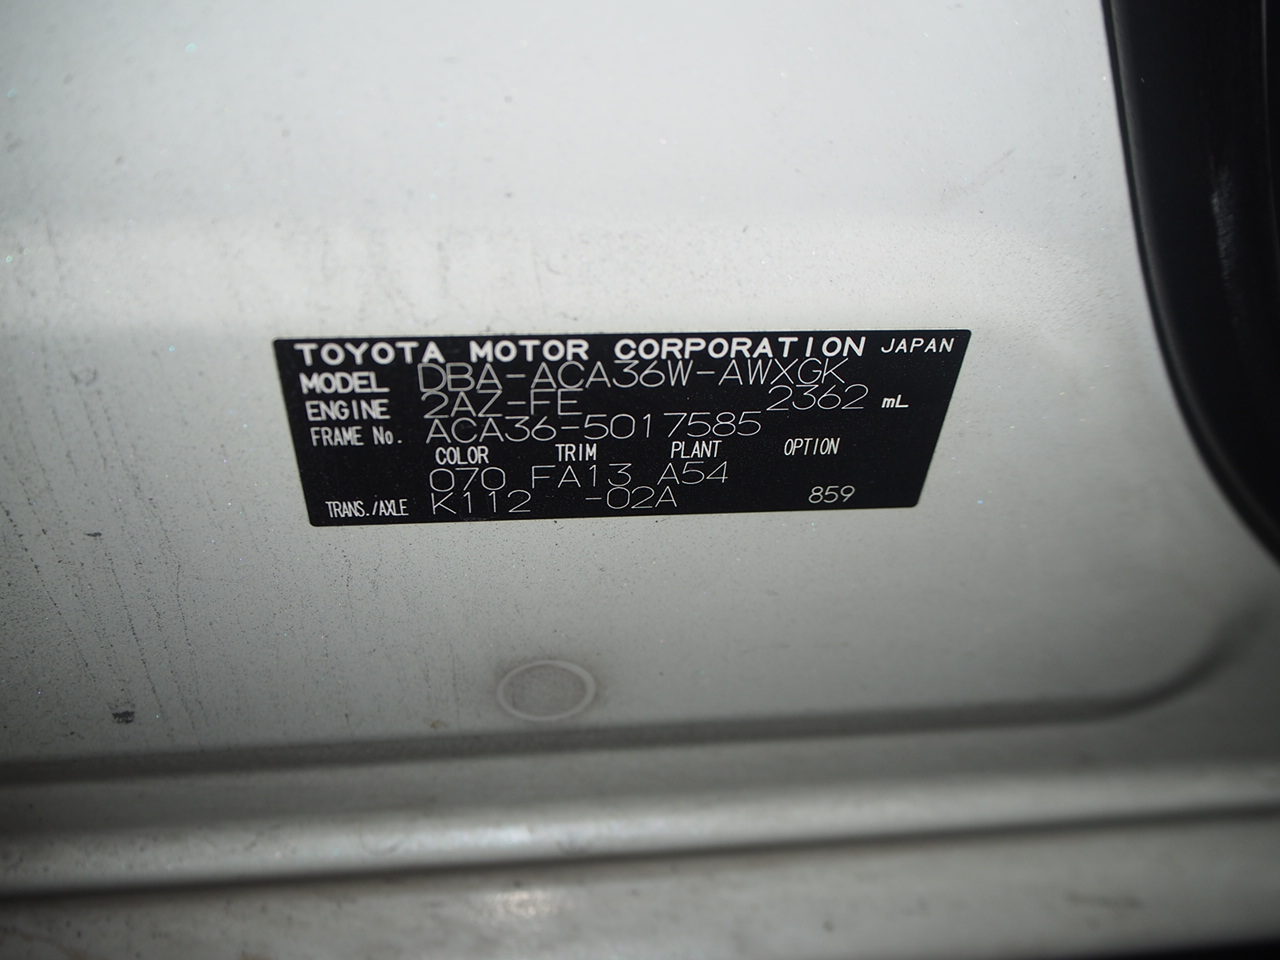 TOYOTA MOTOR CORPORATION JAPAN
MODEL DBA-ACA36W-AWXGK
ENGINE 2AZ-FE 2362 mL
FRAME No. ACA36-5017585
COLOR TRIM PLANT OPTION
070 FA13 A54
TRANS./AXLE K112 -02A 859